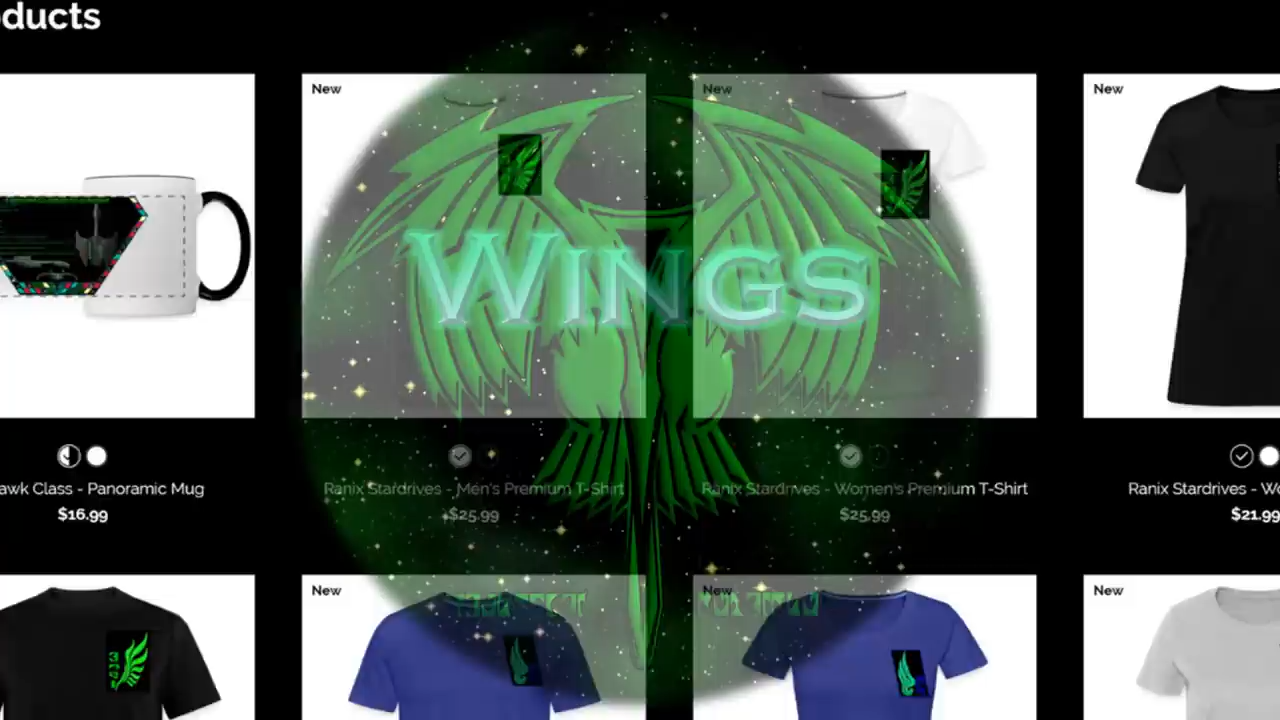 ducts
New
New
New
Wings
awk Class - Panoramic Mug
$16.99
Ranix Stardrives - Men's Premium T-Shirt
$25.99
Ranix Stardrives - Women's Premium T-Shirt
$25.99
Ranix Stardrives - Wo
$21.99
New
New
New